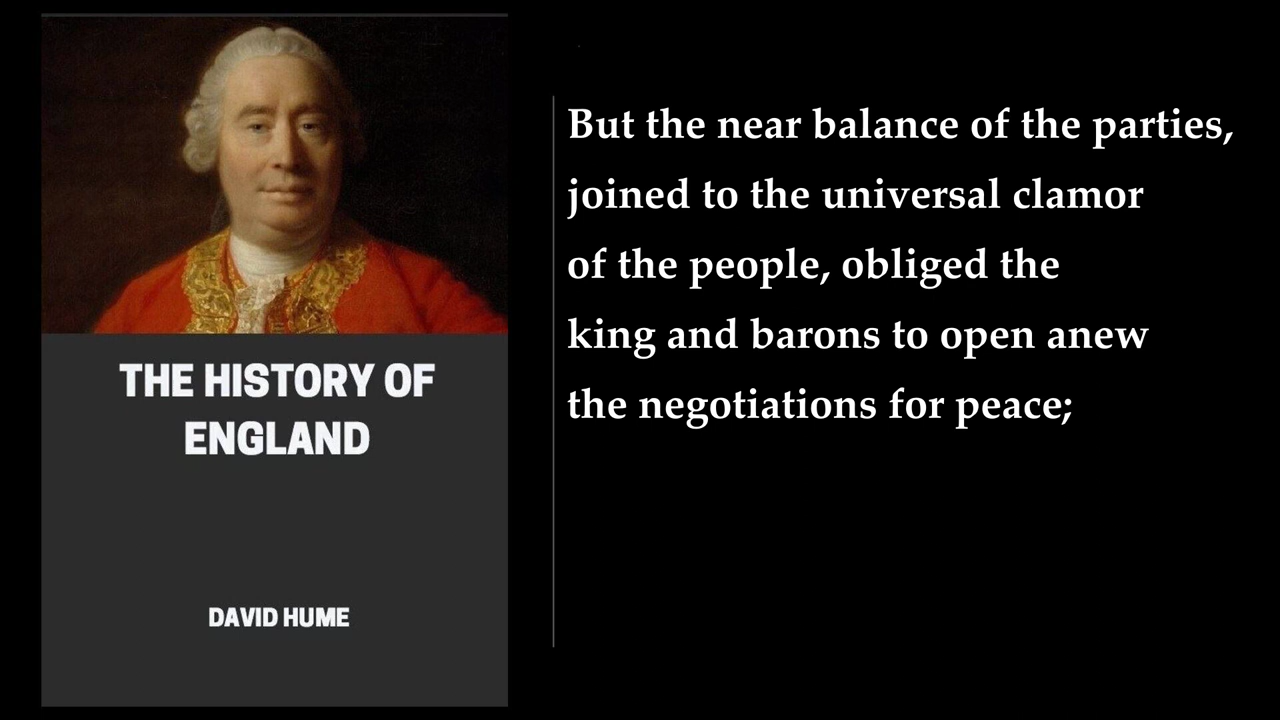 THE HISTORY OF
ENGLAND
DAVID HUME
But the near balance of the parties,
joined to the universal clamor
of the people, obliged the
king and barons to open anew
the negotiations for peace;